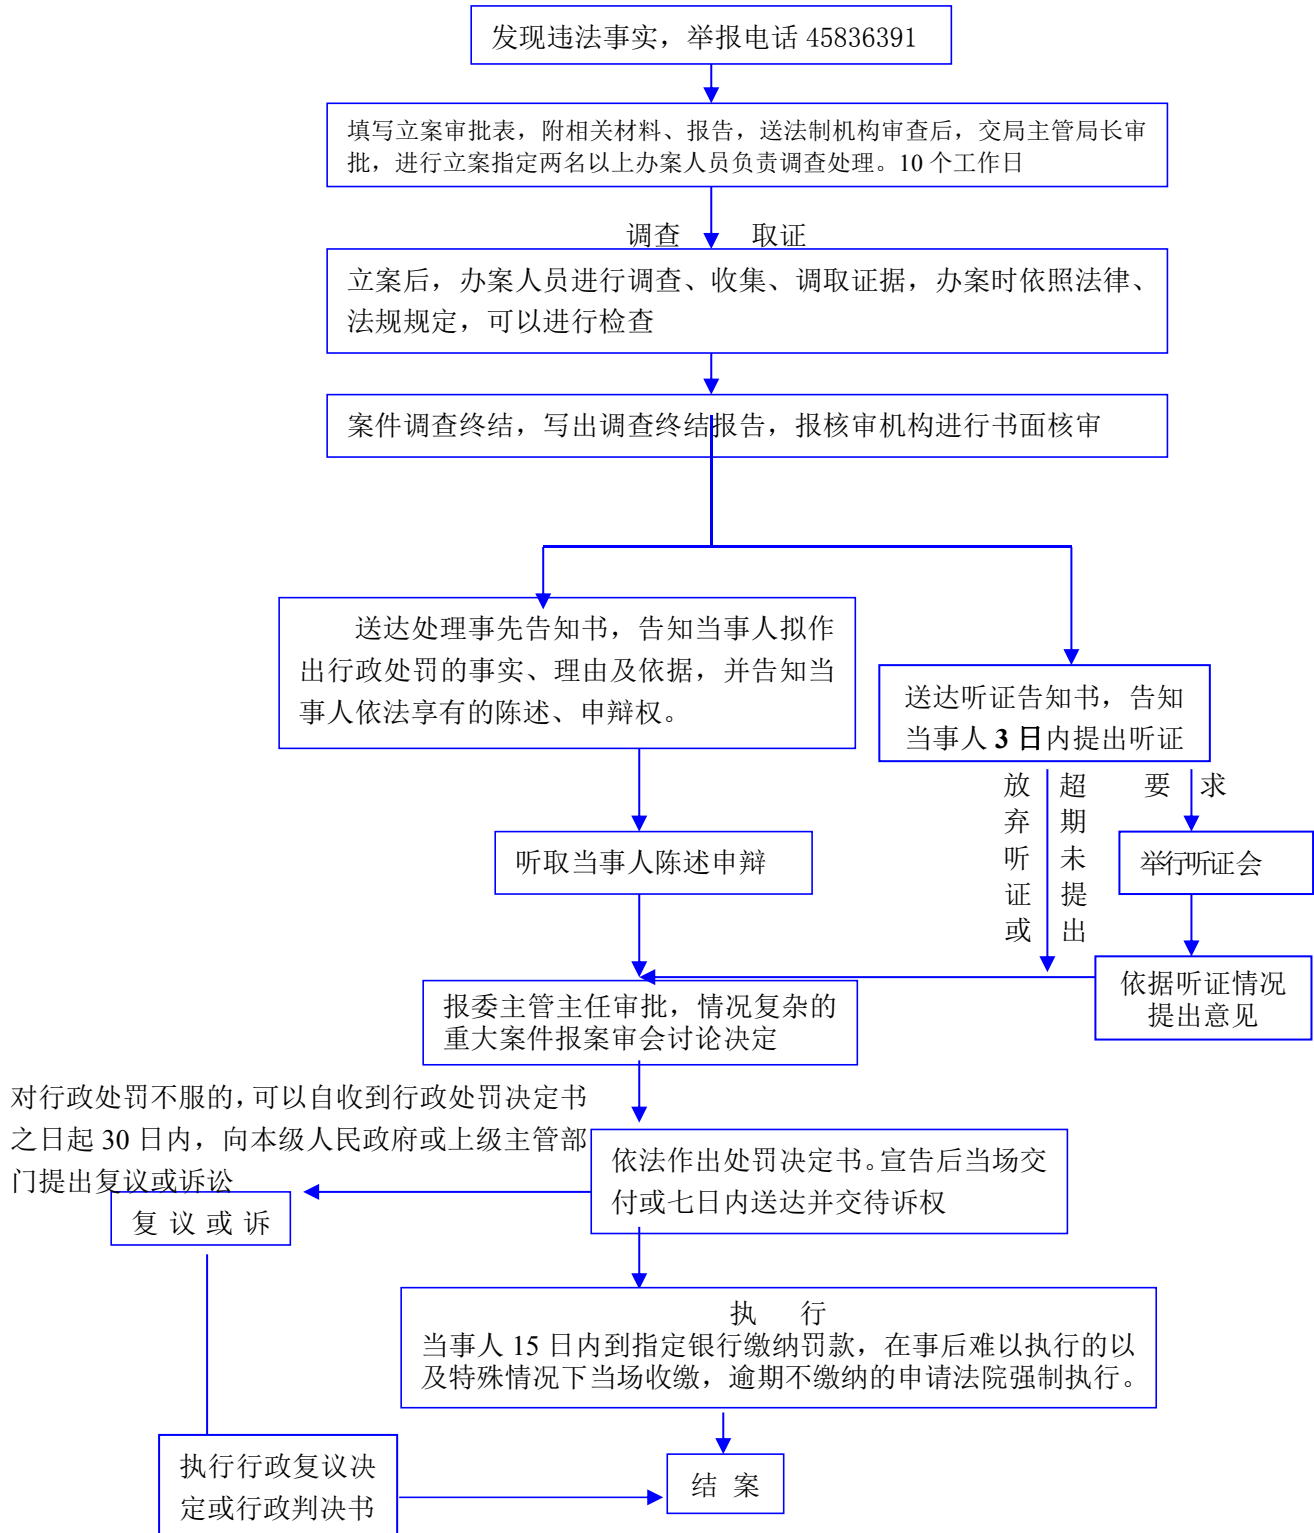 发现违法事实，举报电话 45836391
填写立案审批表，附相关材料、报告，送法制机构审查后，交局主管局长审
批，进行立案指定两名以上办案人员负责调查处理。10 个工作日
调查 取证
立案后，办案人员进行调查、收集、调取证据，办案时依照法律、
法规规定，可以进行检查
案件调查终结，写出调查终结报告，报核审机构进行书面核审
送达处理事先告知书，告知当事人拟作
出行政处罚的事实、理由及依据，并告知当
事人依法享有的陈述、申辩权。
送达听证告知书，告知
当事人 3 日内提出听证
放弃听证或
超期未提出
要 求
听取当事人陈述申辩
举行听证会
依据听证情况
提出意见
报委主管主任审批，情况复杂的
重大案件报案审会讨论决定
对行政处罚不服的，可以自收到行政处罚决定书
之日起 30 日内，向本级人民政府或上级主管部
门提出复议或诉讼
依法作出处罚决定书。宣告后当场交
付或七日内送达并交待诉权
复 议 或 诉
执 行
当事人 15 日内到指定银行缴纳罚款，在事后难以执行的以
及特殊情况下当场收缴，逾期不缴纳的申请法院强制执行。
执行行政复议决
定或行政判决书
结 案